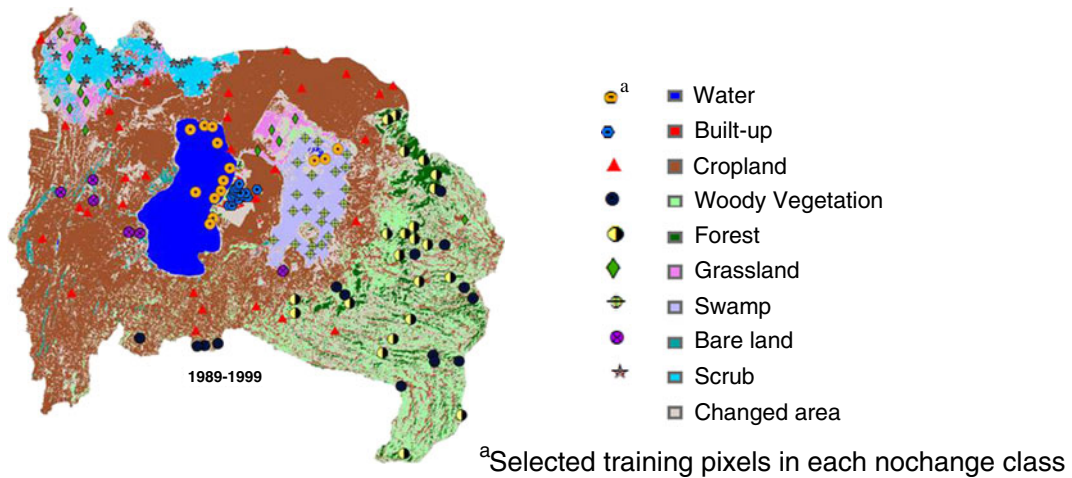 a
Water
Built-up
Cropland
Woody Vegetation
Forest
Grassland
Swamp
Bare land
Scrub
Changed area
1989-1999
aSelected training pixels in each nochange class